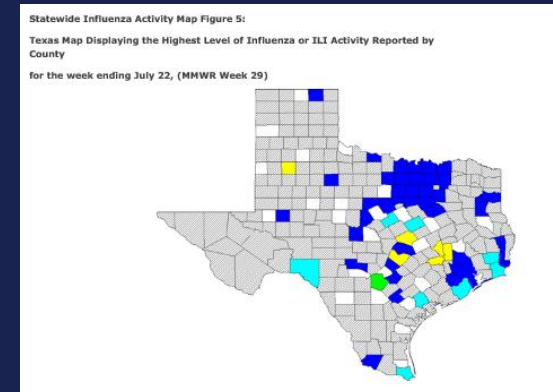 Statewide Influenza Activity Map Figure 5:
Texas Map Displaying the Highest Level of Influenza or ILI Activity Reported by
County
for the week ending July 22, (MMWR Week 29)